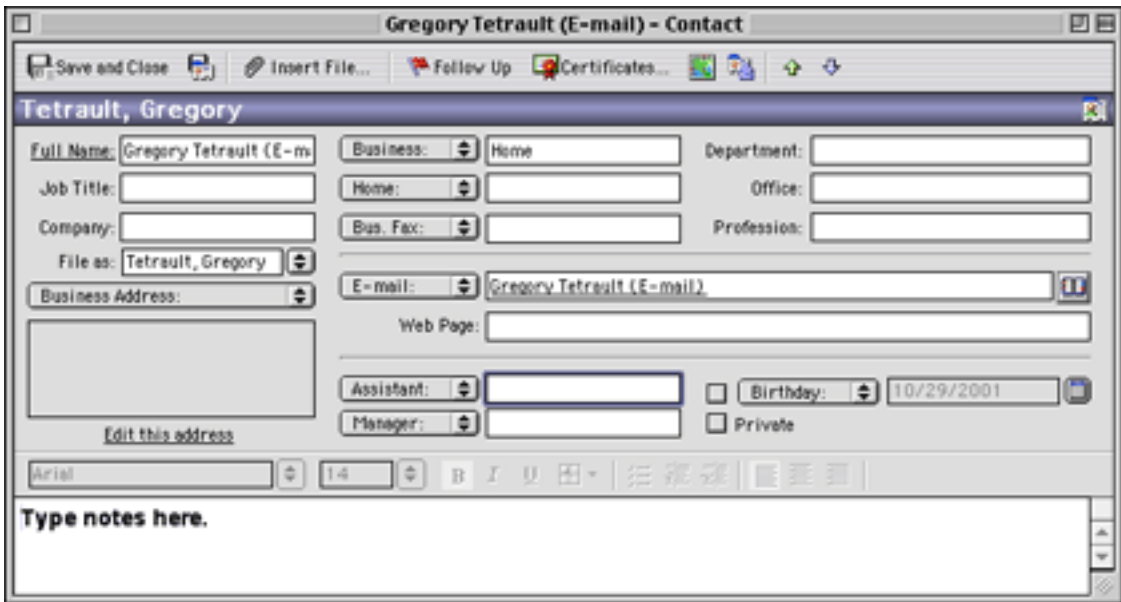 Gregory Tetrault (E-mail) - Contact
Save and Close Insert File... Follow Up Certificates...
Tetrault, Gregory
Full Name: Gregory Tetrault (E-ma Business: Home Department:
Job Title: Home: Office:
Company: Bus. Fax: Profession:
File as: Tetrault, Gregory
E-mail: Gregory Tetrault (E-mail)
Business Address:
Web Page:
Assistant: Birthday: 10/29/2001
Manager: Private
Edit this address
Arial 14 B I U
Type notes here.